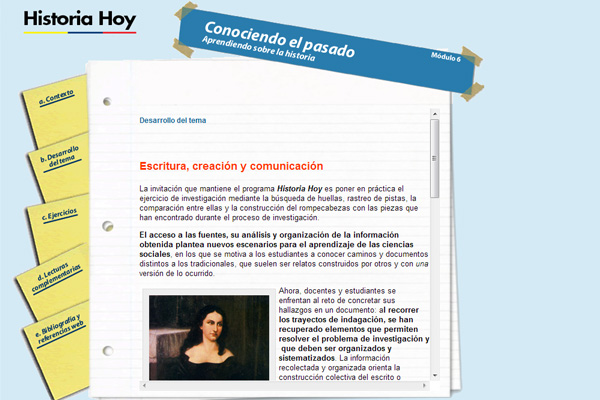 Historia Hoy
Conociendo el pasado
Aprendiendo sobre la historia
Módulo 6
a. Contexto
b. Desarrollo
del tema
c. Ejercicios
d. Lecturas
complementarias
e. Bibliografía y
referencias web
Desarrollo del tema
Escritura, creación y comunicación
La invitación que mantiene el programa Historia Hoy es poner en práctica el
ejercicio de investigación mediante la búsqueda de huellas, rastreo de pistas, la
comparación entre ellas y la construcción del rompecabezas con las piezas que
han encontrado durante el proceso de investigación.
El acceso a las fuentes, su análisis y organización de la información
obtenida plantea nuevos escenarios para el aprendizaje de las ciencias
sociales, en los que se motiva a los estudiantes a conocer caminos y documentos
distintos a los tradicionales, que suelen ser relatos construidos por otros y con una
versión de lo ocurrido.
Ahora, docentes y estudiantes se
enfrentan al reto de concretar sus
hallazgos en un documento: al recorrer
los trayectos de indagación, se han
recuperado elementos que permiten
resolver el problema de investigación y
que deben ser organizados y
sistematizados. La información
recolectada y organizada orienta la
construcción colectiva del escrito o